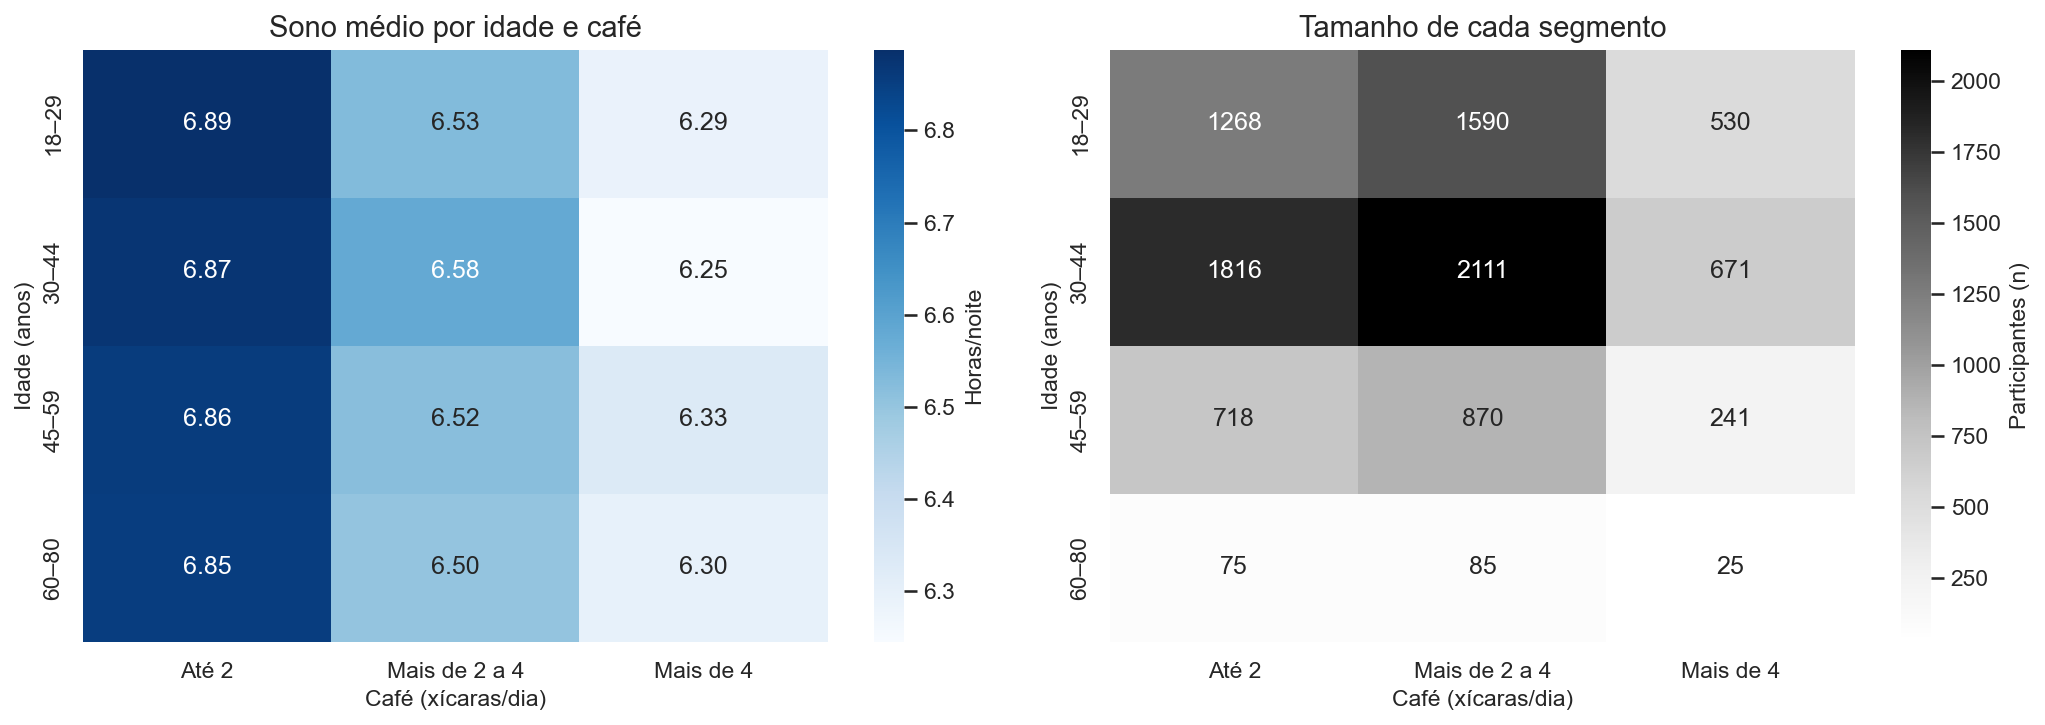 Sono médio por idade e café
Idade (anos)
18–29
30–44
45–59
60–80
6.89 6.53 6.29
6.87 6.58 6.25
6.86 6.52 6.33
6.85 6.50 6.30
Até 2 Mais de 2 a 4 Mais de 4
Café (xícaras/dia)
6.8
6.7
6.6
6.5
6.4
6.3
Horas/noite
Tamanho de cada segmento
Idade (anos)
18–29
30–44
45–59
60–80
1268 1590 530
1816 2111 671
718 870 241
75 85 25
Até 2 Mais de 2 a 4 Mais de 4
Café (xícaras/dia)
2000
1750
1500
1250
1000
750
500
250
Participantes (n)